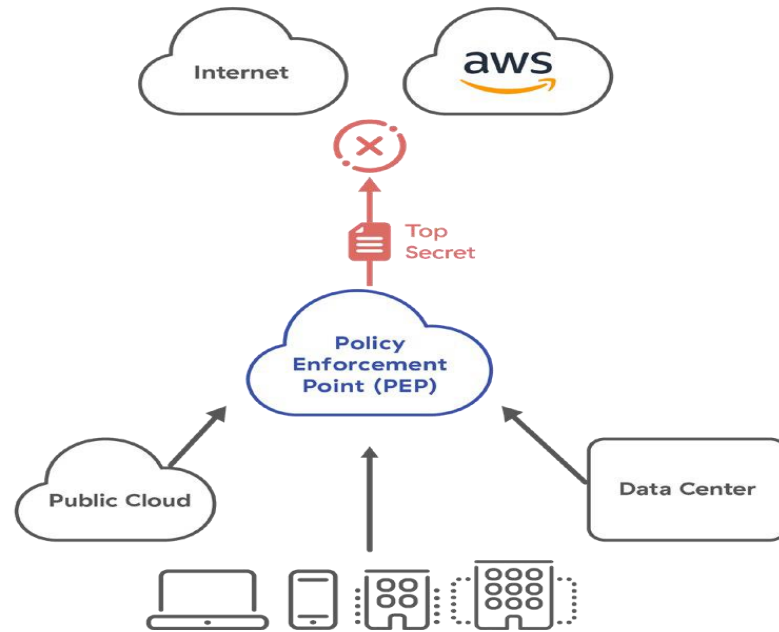 Internet
aws
Top
Secret
Policy
Enforcement
Point (PEP)
Public Cloud
Data Center